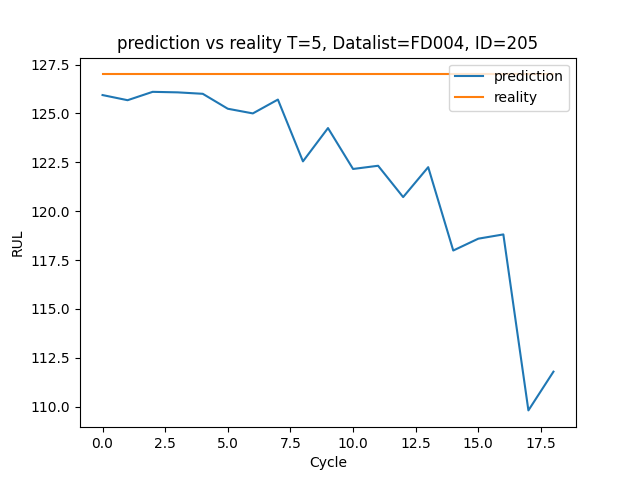 prediction vs reality T=5, Datalist=FD004, ID=205
127.5
125.0
122.5
120.0
117.5
115.0
112.5
110.0
RUL
prediction
reality
0.0 2.5 5.0 7.5 10.0 12.5 15.0 17.5
Cycle